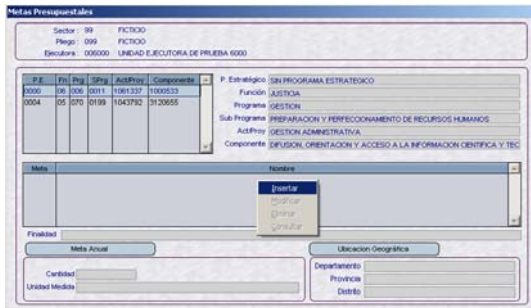 Metas Presupuestales
Sector : 99 FICTICIO
Pliego : 099 FICTICIO
Ejecutora : 006000 UNIDAD EJECUTORA DE PRUEBA 6000
P.E. Fn Prg SPrg Act/Proy Componente
0000 06 006 0011 1061337 1000533
0004 05 070 0199 1043792 3120655
P. Estratégico SIN PROGRAMA ESTRATEGICO
Función JUSTICIA
Programa GESTION
Sub Programa PREPARACION Y PERFECCIONAMIENTO DE RECURSOS HUMANOS
Act/Proy GESTION ADMINISTRATIVA
Componente DIFUSION, ORIENTACION Y ACCESO A LA INFORMACION CIENTIFICA Y TEC
Meta Nombre
Insertar
Modificar
Eliminar
Consultar
Finalidad
Meta Anual
Ubicacion Geográfica
Cantidad
Unidad Medida
Departamento
Provincia
Distrito